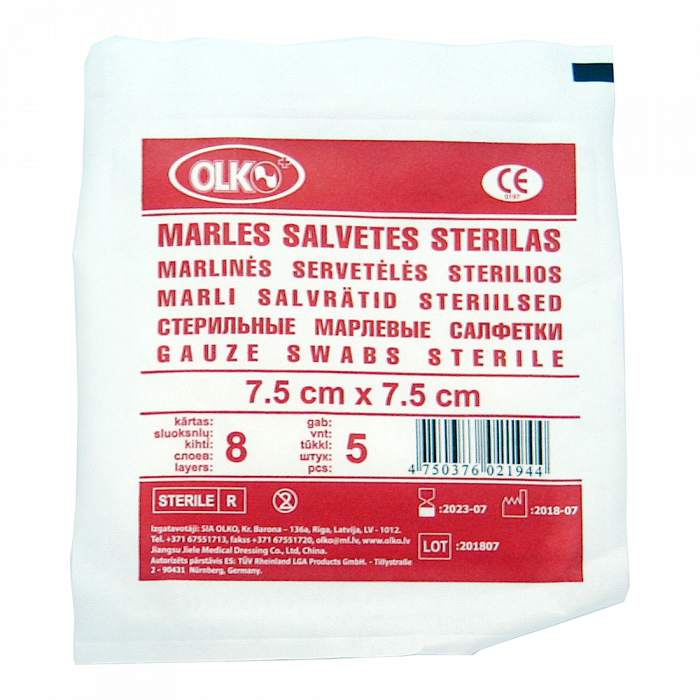 OLKO+
CE
0197
MARLES SALVETES STERILAS
MARLINĖS SERVETĖLĖS STERILIOS
MARLI SALVRÄTID STERIILSED
СТЕРИЛЬНЫЕ МАРЛЕВЫЕ САЛФЕТКИ
GAUZE SWABS STERILE
7.5 cm x 7.5 cm
kārtas:
sluoksnių:
kihti:
слоев:
layers:
8
gab:
vnt:
tükki:
штук:
pcs:
5
4 750376 021944
STERILE R
2
:2023-07
:2018-07
LOT :201807
Izgatavotāji: SIA OLKO, Kr. Barona – 136a, Riga, Latvija, LV - 1012.
Tel. +371 67551713, fakss +371 67551720, olko@ml.lv, www.olko.lv
Jiangsu Jiele Medical Dressing Co., Ltd, China.
Autorizēts pārstāvis ES: TÜV Rheinland LGA Products GmbH. - Tillystraße
2 - 90431 Nürnberg, Germany.